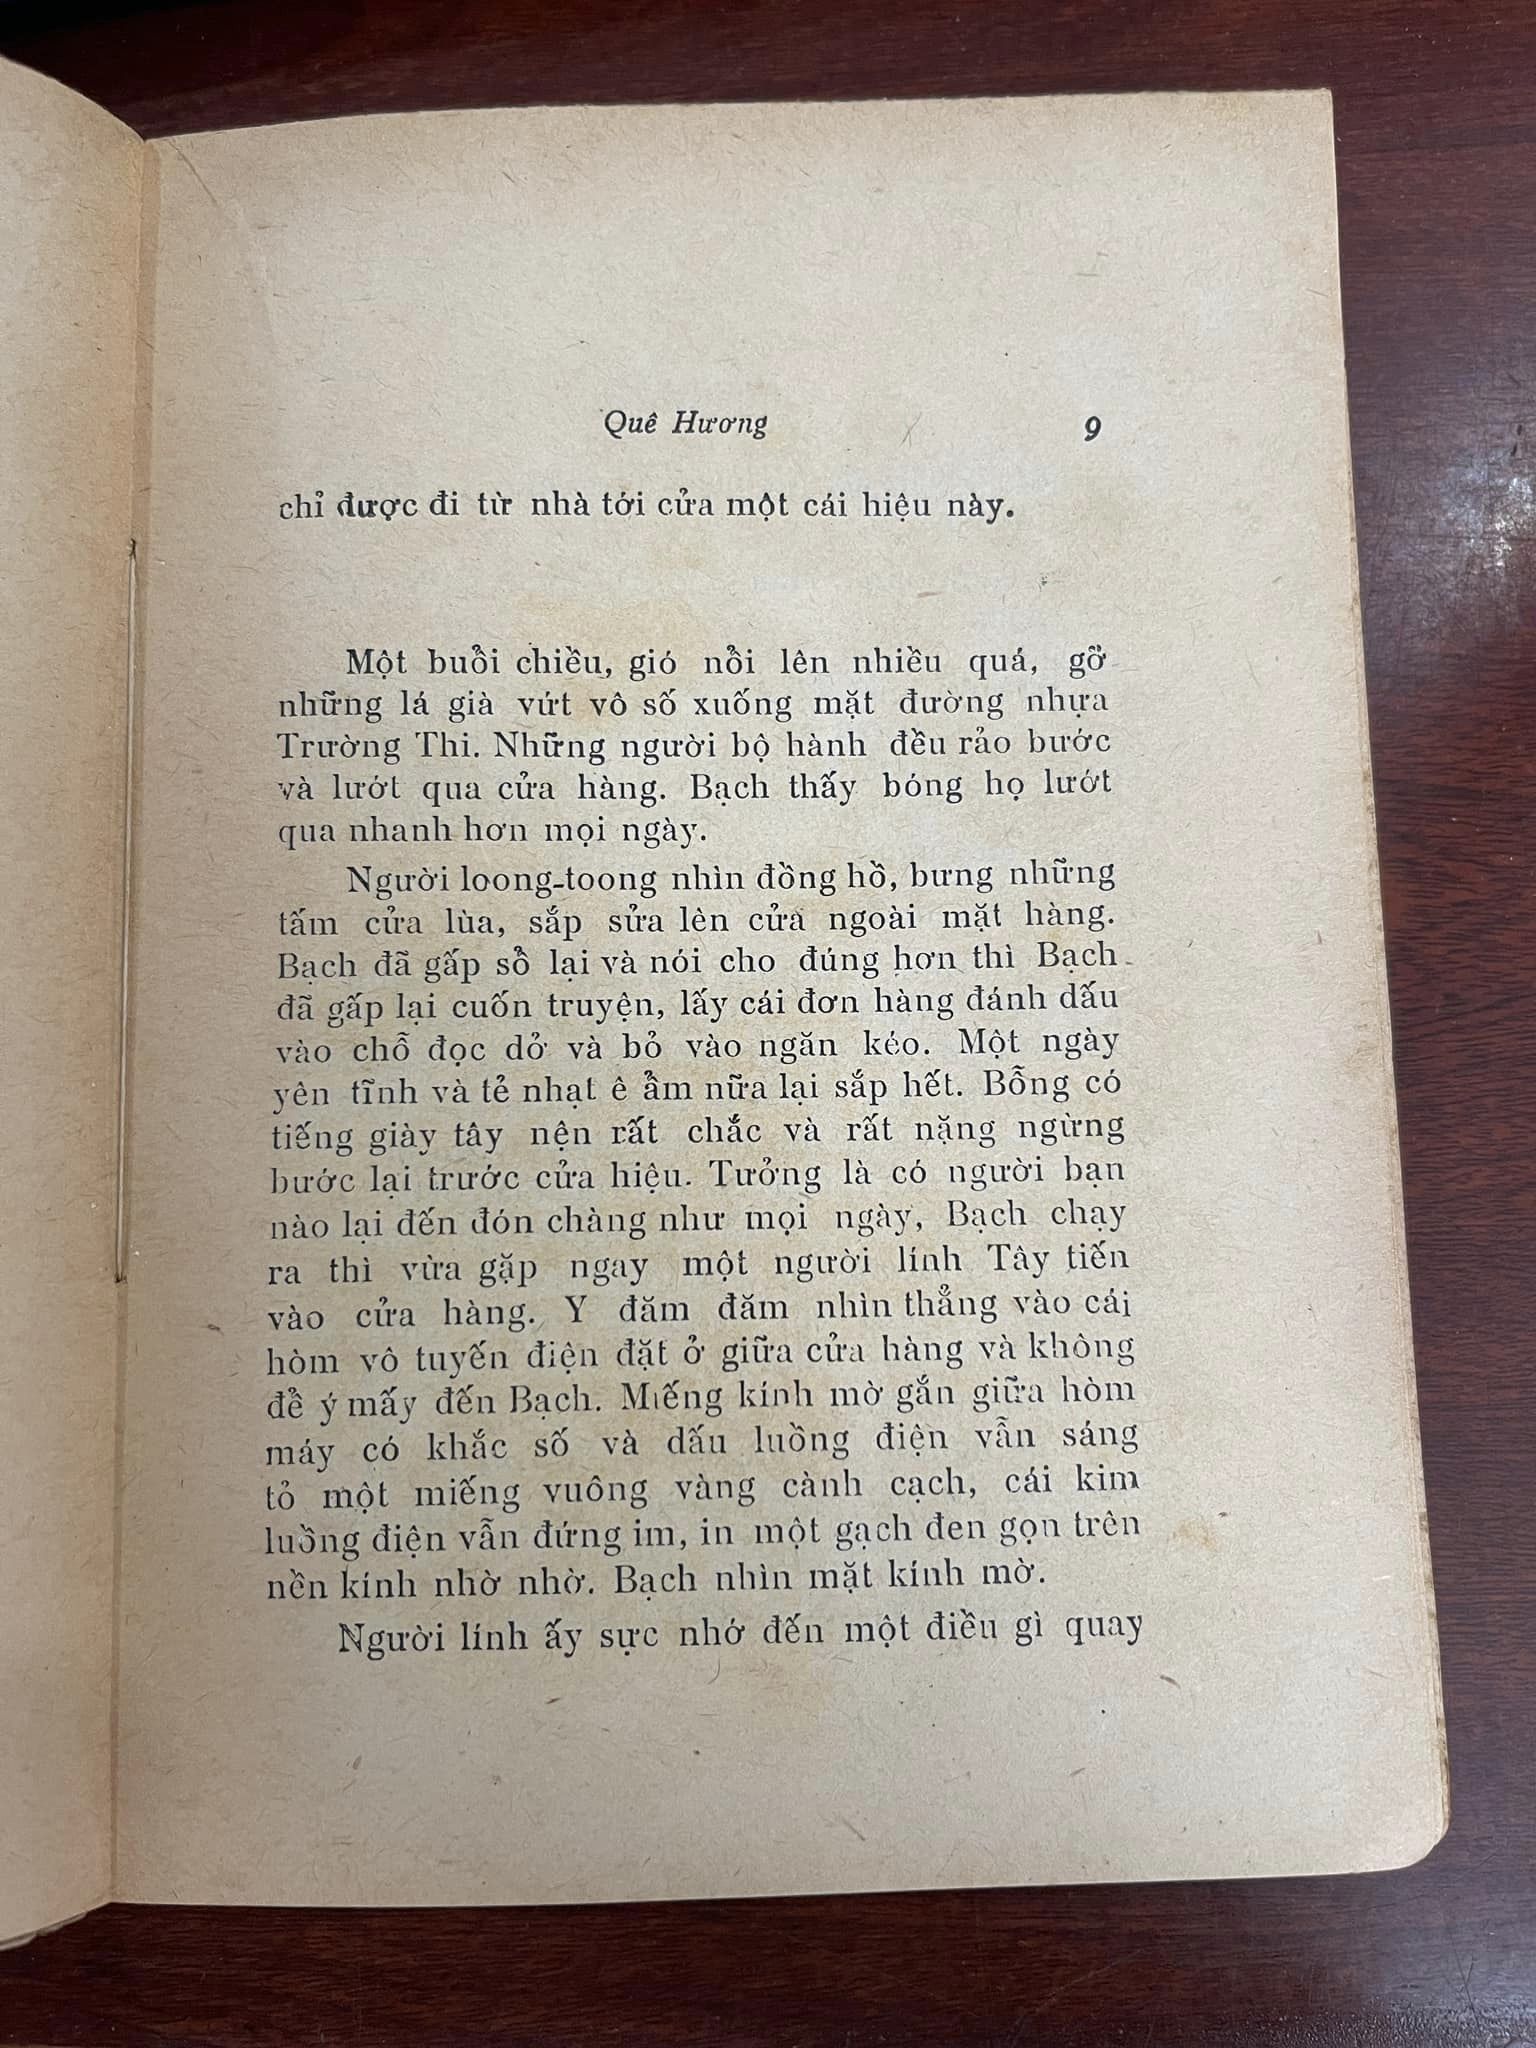 Quê Hương 9
chỉ được đi từ nhà tới cửa một cái hiệu này.
Một buổi chiều, gió nổi lên nhiều quá, gỡ
những lá già vứt vô số xuống mặt đường nhựa
Trường Thi. Những người bộ hành đều rảo bước
và lướt qua cửa hàng. Bạch thấy bóng họ lướt
qua nhanh hơn mọi ngày.
Người loong-toong nhìn đồng hồ, bưng những
tấm cửa lùa, sắp sửa lèn cửa ngoài mặt hàng.
Bạch đã gấp sổ lại và nói cho đúng hơn thì Bạch
đã gấp lại cuốn truyện, lấy cái đơn hàng đánh dấu
vào chỗ đọc dở và bỏ vào ngăn kéo. Một ngày
yên tĩnh và tẻ nhạt ê ẩm nữa lại sắp hết. Bỗng có
tiếng giày tây nện rất chắc và rất nặng ngừng
bước lại trước cửa hiệu. Tưởng là có người bạn
nào lại đến đón chàng như mọi ngày, Bạch chạy
ra thì vừa gặp ngay một người lính Tây tiến
vào cửa hàng. Y đăm đăm nhìn thẳng vào cái
hòm vô tuyến điện đặt ở giữa cửa hàng và không
để ý mấy đến Bạch. Miếng kính mờ gắn giữa hòm
máy có khắc số và dấu luồng điện vẫn sáng
tỏ một miếng vuông vàng cành cạch, cái kim
luồng điện vẫn đứng im, in một gạch đen gọn trên
nền kính nhờ nhờ. Bạch nhìn mặt kính mờ.
Người lính ấy sực nhớ đến một điều gì quay